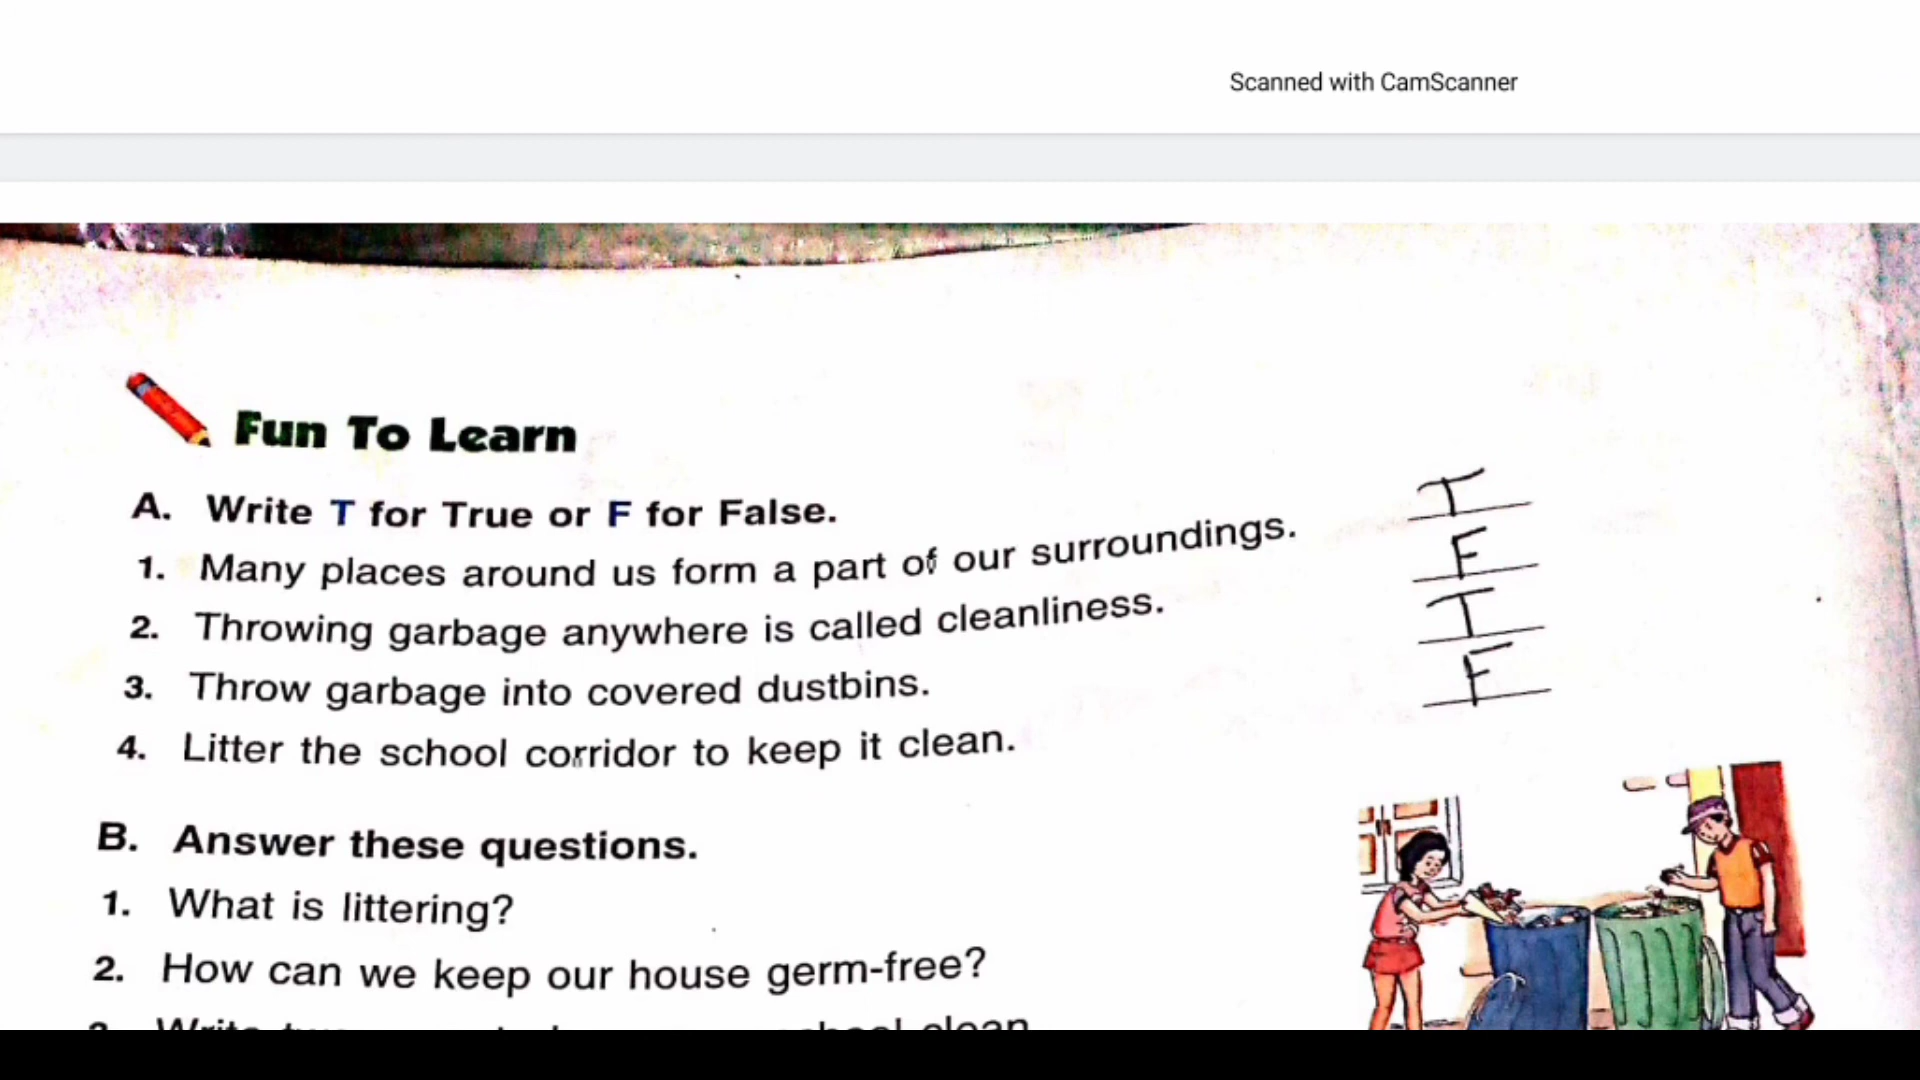 Scanned with CamScanner
Fun To Learn
A. Write T for True or F for False.
1. Many places around us form a part of our surroundings. T
2. Throwing garbage anywhere is called cleanliness. F
3. Throw garbage into covered dustbins. T
4. Litter the school corridor to keep it clean. F
B. Answer these questions.
1. What is littering?
2. How can we keep our house germ-free?
Write clean